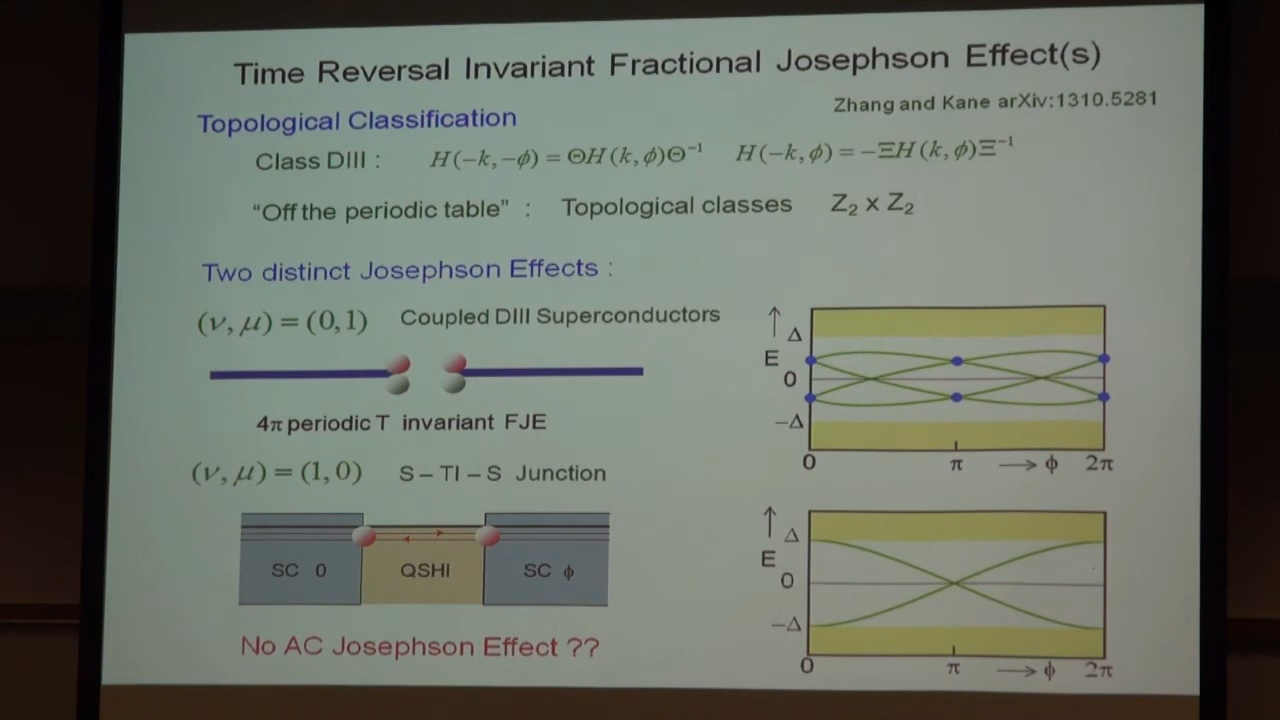 Time Reversal Invariant Fractional Josephson Effect(s)
Zhang and Kane arXiv:1310.5281
Topological Classification
Class DIII : H(−k,−ϕ) = ΘH(k,ϕ)Θ⁻¹ H(−k,ϕ) = −ΞH(k,ϕ)Ξ⁻¹
“Off the periodic table” : Topological classes Z₂ x Z₂
Two distinct Josephson Effects :
(ν,μ) = (0,1) Coupled DIII Superconductors
4π periodic T invariant FJE
↑ Δ
E
0
−Δ
0 π → ϕ 2π
(ν,μ) = (1,0) S – TI – S Junction
SC 0 QSHI SC ϕ
No AC Josephson Effect ??
↑ Δ
E
0
−Δ
0 π → ϕ 2π